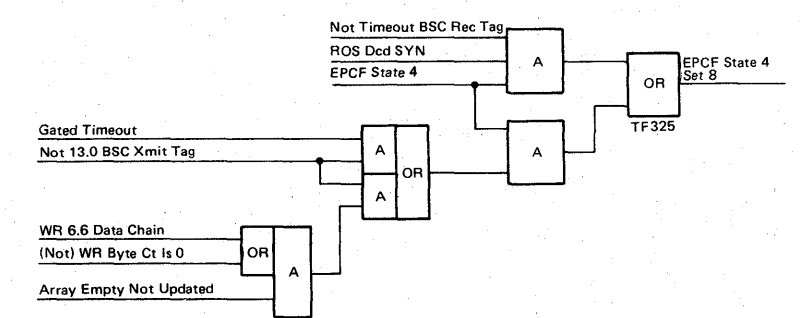 Not Timeout BSC Rec Tag
ROS Dcd SYN
EPCF State 4
A
OR
EPCF State 4
Set 8
TF325
A
Gated Timeout
Not 13.0 BSC Xmit Tag
A
OR
A
WR 6.6 Data Chain
(Not) WR Byte Ct Is 0
OR
A
Array Empty Not Updated